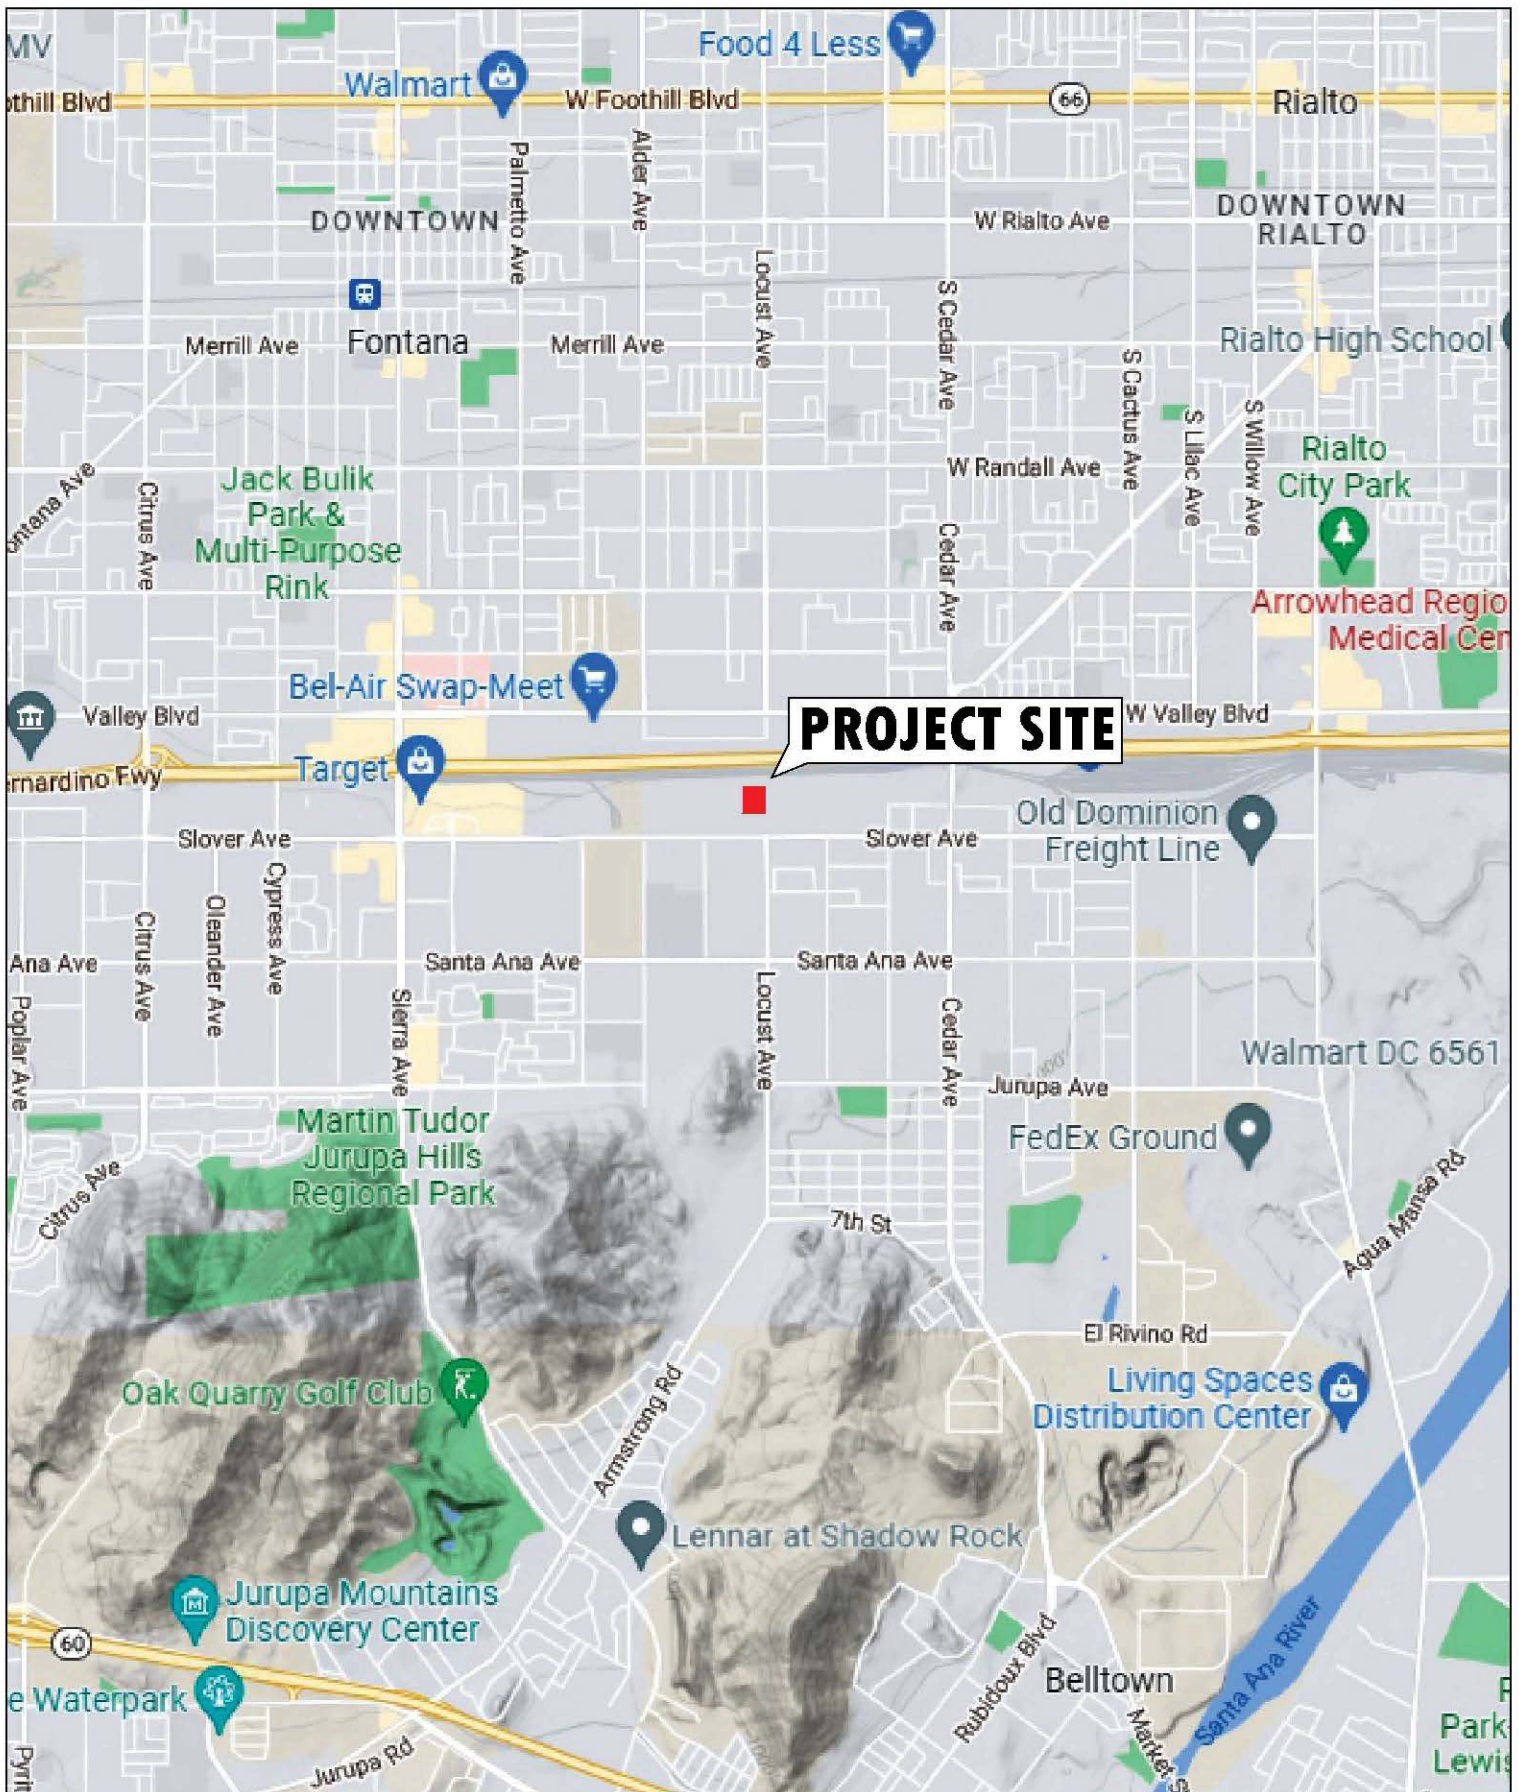 MV
Food 4 Less
Walmart
othill Blvd
W Foothill Blvd
66
Rialto
Palmetto Ave
Alder Ave
DOWNTOWN
W Rialto Ave
DOWNTOWN
RIALTO
Locust Ave
S Cedar Ave
Merrill Ave
Fontana
Merrill Ave
Rialto High School
S Cactus Ave
S Lilac Ave
S Willow Ave
Rialto
City Park
W Randall Ave
ontana Ave
Citrus Ave
Jack Bulik
Park &
Multi-Purpose
Rink
Cedar Ave
Arrowhead Regio
Medical Cen
Bel-Air Swap-Meet
Valley Blvd
PROJECT SITE
W Valley Blvd
ernardino Fwy
Target
Old Dominion
Freight Line
Slover Ave
Slover Ave
Cypress Ave
Oleander Ave
Citrus Ave
Ana Ave
Santa Ana Ave
Santa Ana Ave
Poplar Ave
Sierra Ave
Locust Ave
Cedar Ave
1000
Walmart DC 6561
Jurupa Ave
Martin Tudor
Jurupa Hills
Regional Park
FedEx Ground
Citrus Ave
7th St
Agua Mansa Rd
El Rivino Rd
Oak Quarry Golf Club
Living Spaces
Distribution Center
Armstrong Rd
Lennar at Shadow Rock
Jurupa Mountains
Discovery Center
60
Santa Ana River
Rubidoux Blvd
Belltown
e Waterpark
Market S
Park
Lewis
Jurupa Rd
Pyrit